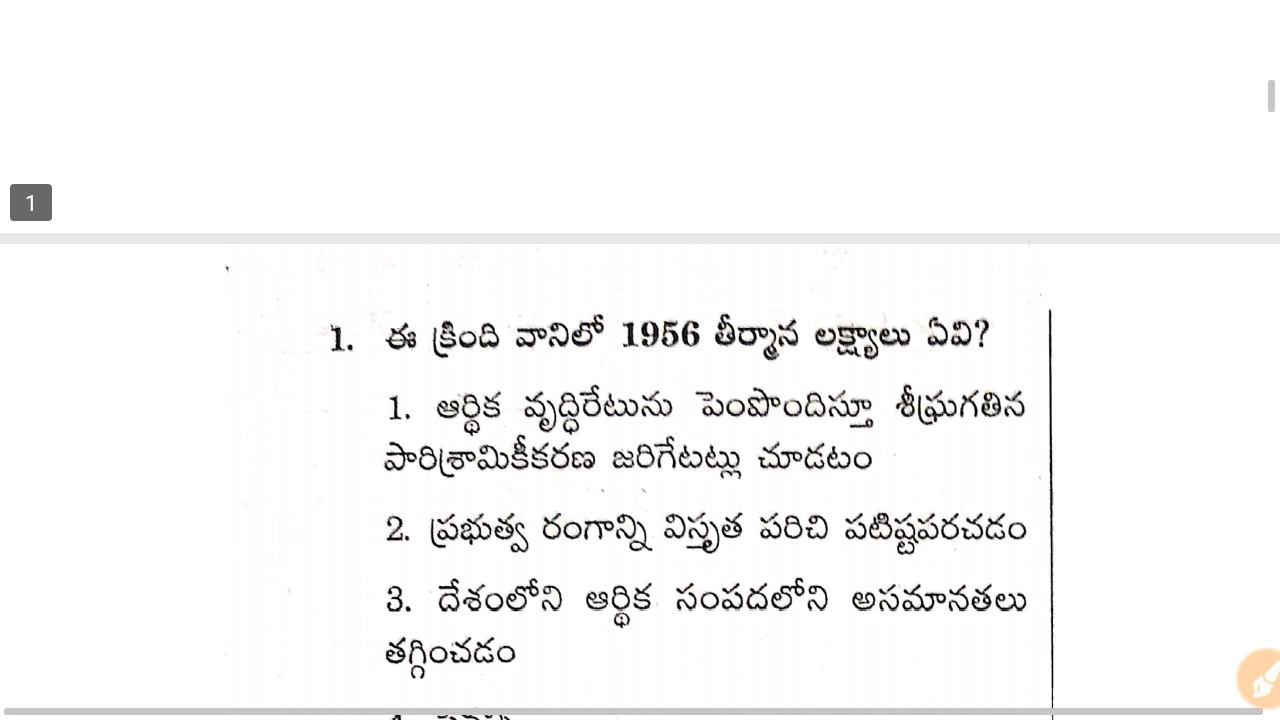 1
1. ఈ క్రింది వానిలో 1956 తీర్మాన లక్ష్యాలు ఏవి?
1. ఆర్థిక వృద్ధిరేటును పెంపొందిస్తూ శీఘ్రగతిన
పారిశ్రామికీకరణ జరిగేటట్లు చూడటం
2. ప్రభుత్వ రంగాన్ని విస్తృత పరిచి పటిష్టపరచడం
3. దేశంలోని ఆర్థిక సంపదలోని అసమానతలు
తగ్గించడం